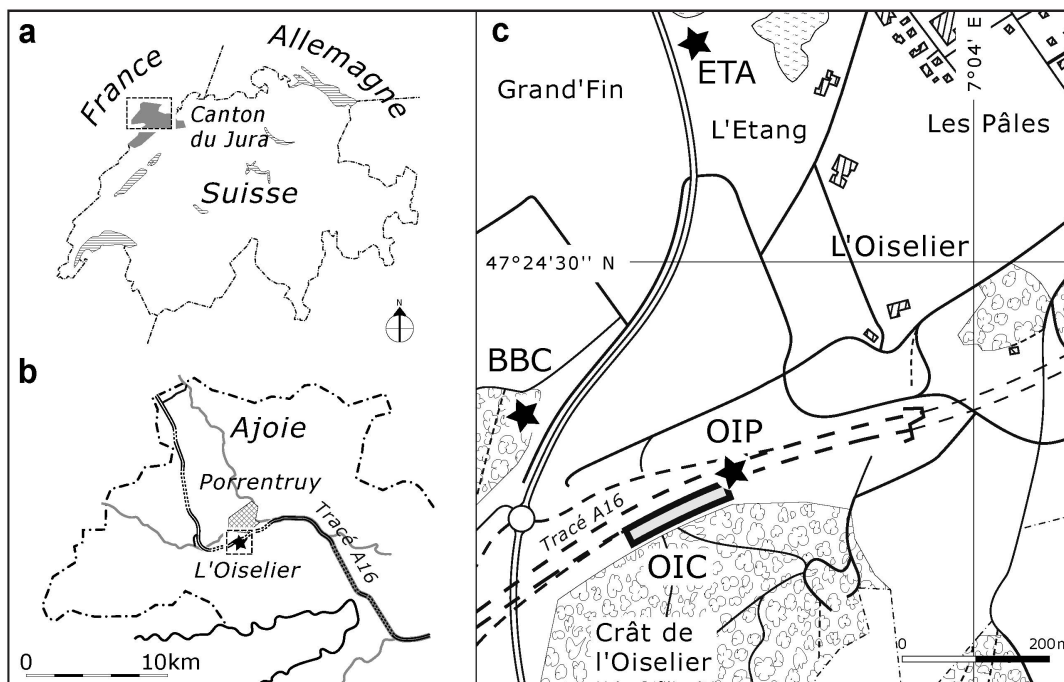 a
France
Allemagne
Canton
du Jura
Suisse
N
b
Ajoie
Porrentruy
Tracé A16
L'Oiselier
0 10km
c
ETA
Grand'Fin
L'Etang
7°04' E
Les Pâles
L'Oiselier
47°24'30'' N
BBC
OIP
Tracé A16
OIC
Crât de
l'Oiselier
0 200m